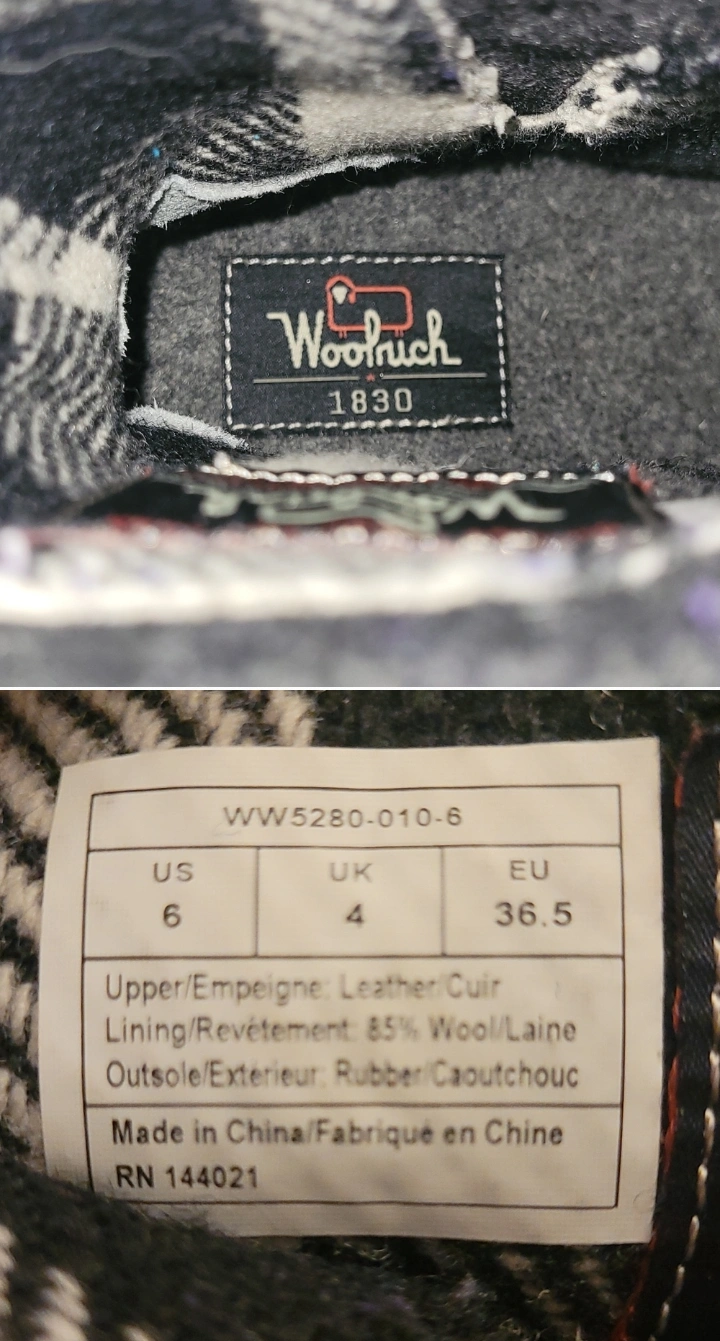 Woolrich
1830
WW5280-010-6
US UK EU
6 4 36.5
Upper/Empeigne: Leather/Cuir
Lining/Revêtement: 85% Wool/Laine
Outsole/Extérieur: Rubber/Caoutchouc
Made in China/Fabriqué en Chine
RN 144021